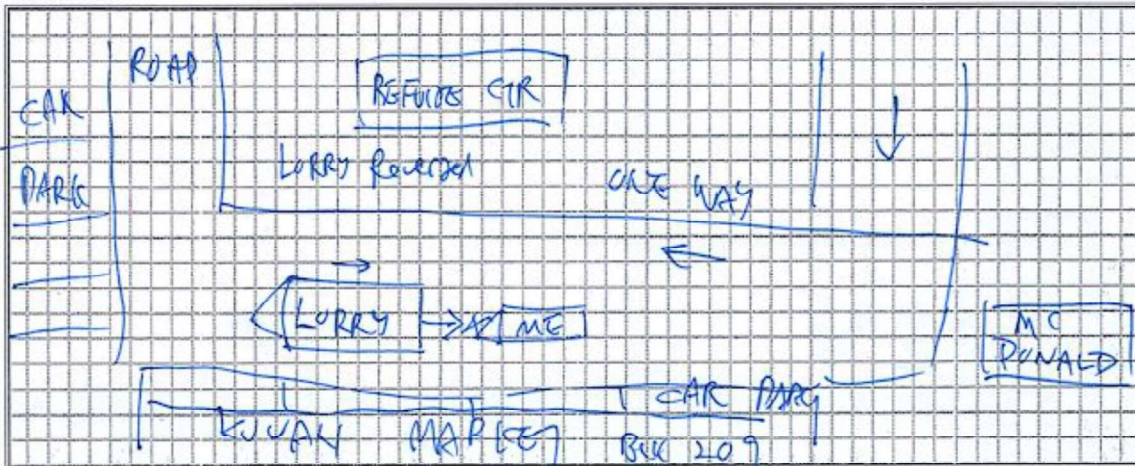 ROAD
CAR
PARK
REFUSE CTR
LORRY Reversed
ONE WAY
LORRY
ME
MC
DONALD
CAR PARK
MARKET
BLK 209